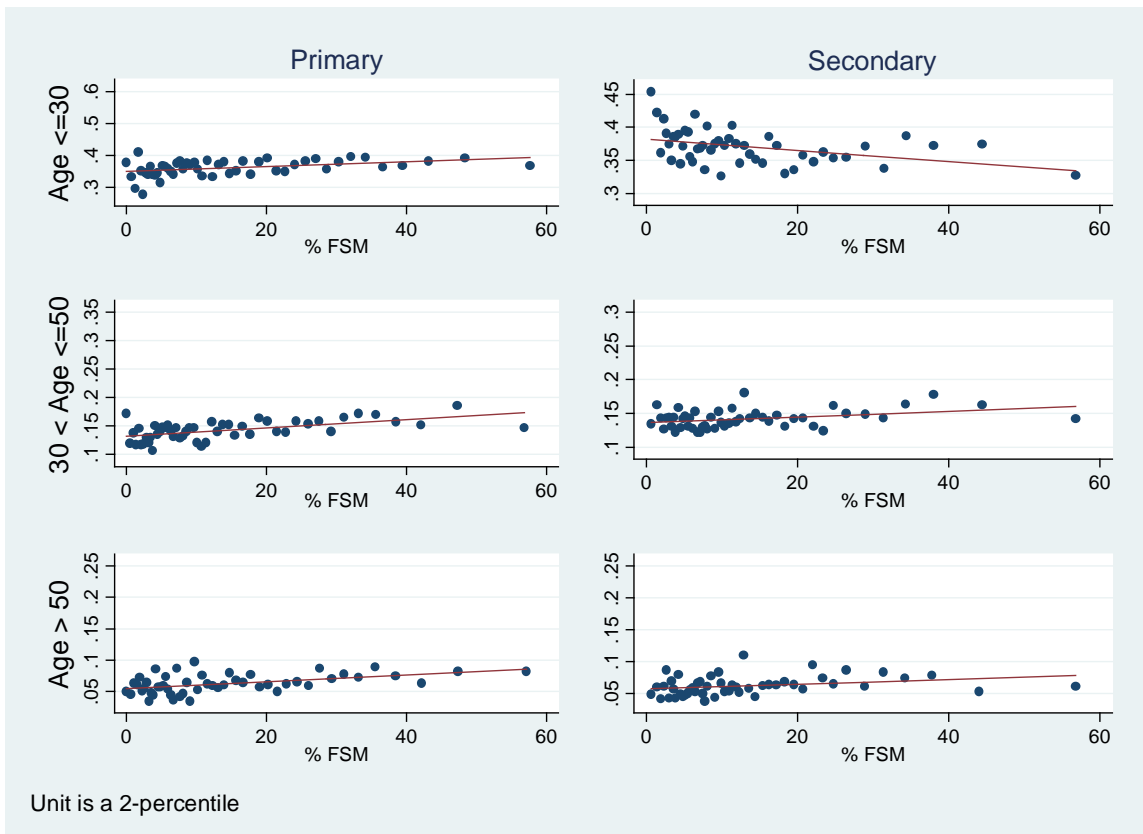 Primary
Secondary
Age <=30
.3 .4 .5 .6
0 20 40 60
% FSM
.3 .35 .4 .45
0 20 40 60
% FSM
30 < Age <=50
.1 .15 .2 .25 .3 .35
0 20 40 60
% FSM
.1 .15 .2 .25 .3
0 20 40 60
% FSM
Age > 50
.05 .1 .15 .2 .25
0 20 40 60
% FSM
.05 .1 .15 .2 .25
0 20 40 60
% FSM
Unit is a 2-percentile